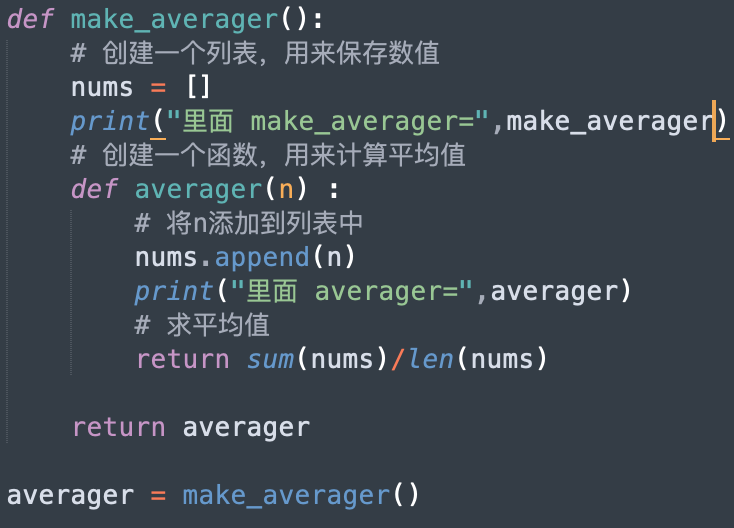 def make_averager():
    # 创建一个列表，用来保存数值
    nums = []
    print("里面 make_averager=",make_averager)
    # 创建一个函数，用来计算平均值
    def averager(n) :
        # 将n添加到列表中
        nums.append(n)
        print("里面 averager=",averager)
        # 求平均值
        return sum(nums)/len(nums)
    return averager
averager = make_averager()